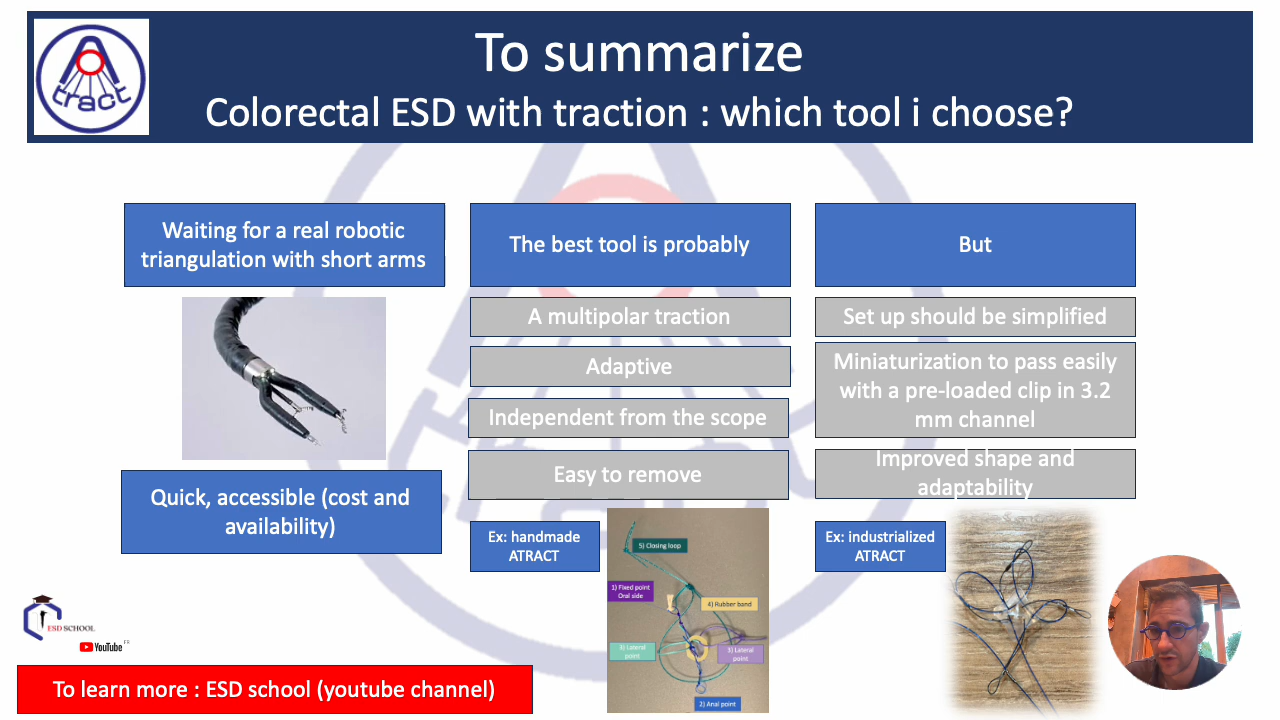 A
tract
To summarize
Colorectal ESD with traction : which tool i choose?
Waiting for a real robotic
triangulation with short arms
Quick, accessible (cost and
availability)
The best tool is probably
A multipolar traction
Adaptive
Independent from the scope
Easy to remove
Ex: handmade
ATRACT
5) Closing loop
1) Fixed point
Oral side
4) Rubber band
3) Lateral
point
3) Lateral
point
2) Anal point
But
Set up should be simplified
Miniaturization to pass easily
with a pre-loaded clip in 3.2
mm channel
Improved shape and
adaptability
Ex: industrialized
ATRACT
ESD SCHOOL
YouTube FR
To learn more : ESD school (youtube channel)